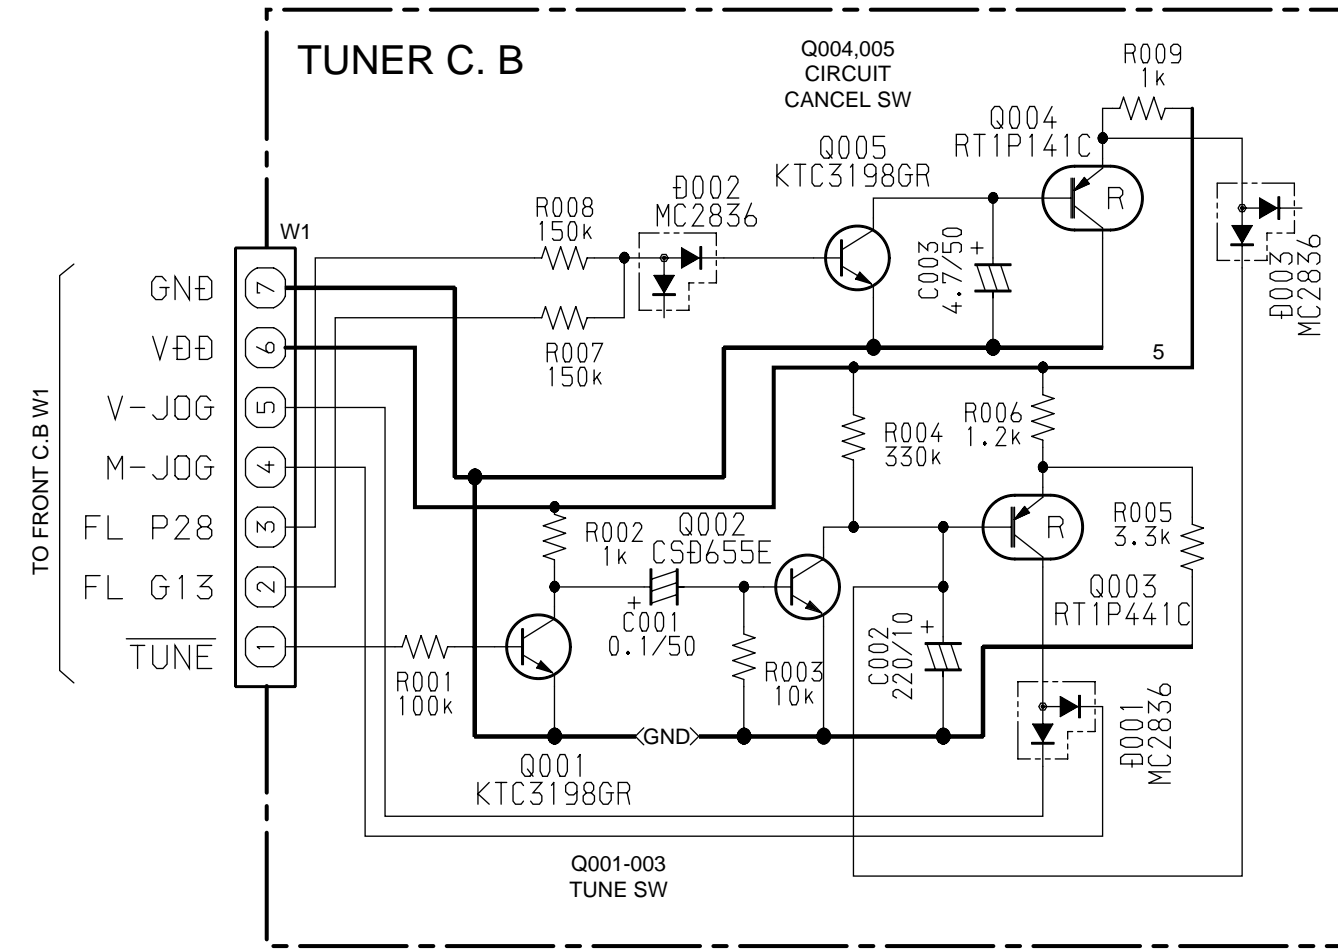 TUNER C. B
Q004,005
CIRCUIT
CANCEL SW
R009
1k
Q004
RT1P141C
Q005
KTC3198GR
D002
MC2836
R008
150k
R007
150k
C003
4.7/50
+
R
D003
MC2836
W1
GND 7
VDD 6
V-JOG 5
M-JOG 4
FL P28 3
FL G13 2
TUNE 1
TO FRONT C.B W1
5
R004
330k
R006
1.2k
R002
1k
Q002
CSD655E
R
R005
3.3k
Q003
RT1P441C
+
C001
0.1/50
R001
100k
R003
10k
C002
220/10
+
GND
Q001
KTC3198GR
D001
MC2836
Q001-003
TUNE SW